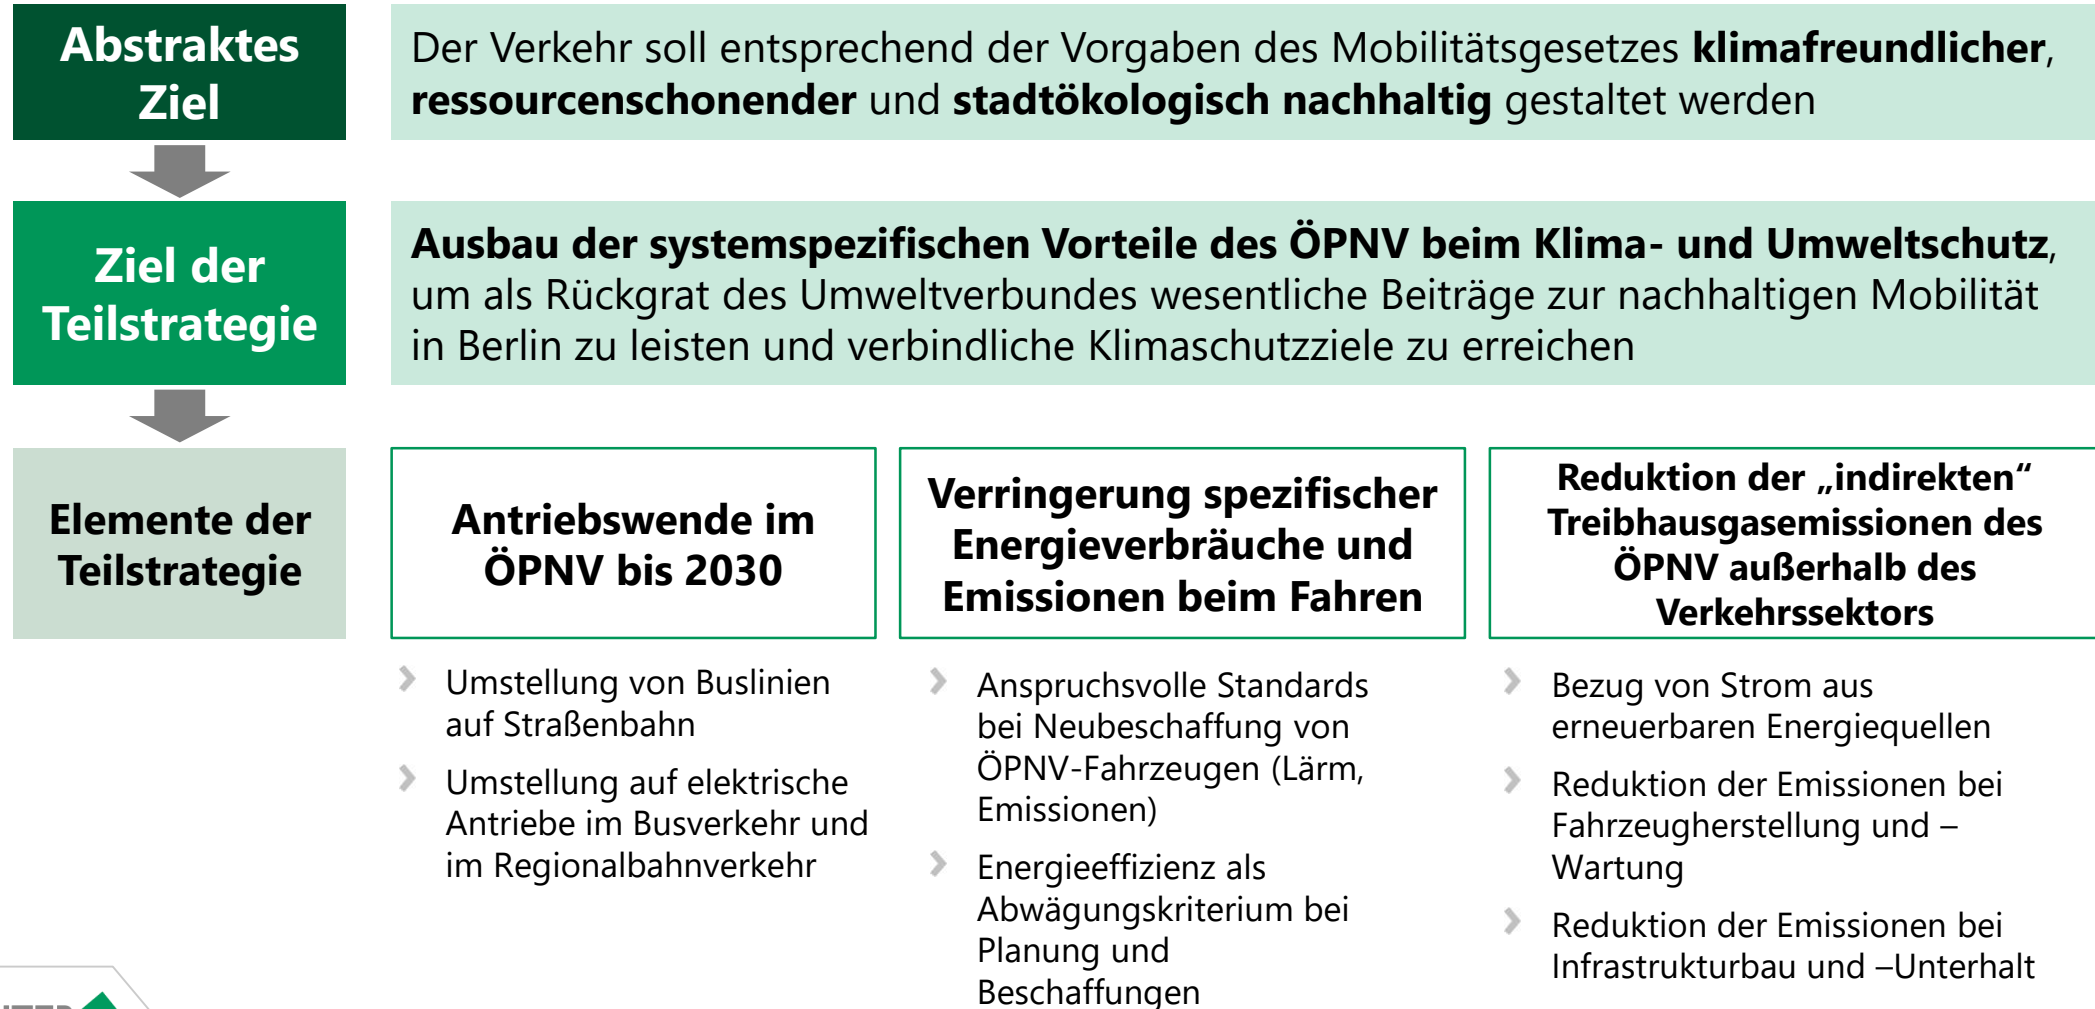 Abstraktes
Ziel
Der Verkehr soll entsprechend der Vorgaben des Mobilitätsgesetzes klimafreundlicher,
ressourcenschonender und stadtökologisch nachhaltig gestaltet werden
Ziel der
Teilstrategie
Ausbau der systemspezifischen Vorteile des ÖPNV beim Klima- und Umweltschutz,
um als Rückgrat des Umweltverbundes wesentliche Beiträge zur nachhaltigen Mobilität
in Berlin zu leisten und verbindliche Klimaschutzziele zu erreichen
Elemente der
Teilstrategie
Antriebswende im
ÖPNV bis 2030
Umstellung von Buslinien
auf Straßenbahn
Umstellung auf elektrische
Antriebe im Busverkehr und
im Regionalbahnverkehr
Verringerung spezifischer
Energieverbräuche und
Emissionen beim Fahren
Anspruchsvolle Standards
bei Neubeschaffung von
ÖPNV-Fahrzeugen (Lärm,
Emissionen)
Energieeffizienz als
Abwägungskriterium bei
Planung und
Beschaffungen
Reduktion der „indirekten“
Treibhausgasemissionen des
ÖPNV außerhalb des
Verkehrssektors
Bezug von Strom aus
erneuerbaren Energiequellen
Reduktion der Emissionen bei
Fahrzeugherstellung und –
Wartung
Reduktion der Emissionen bei
Infrastrukturbau und –Unterhalt